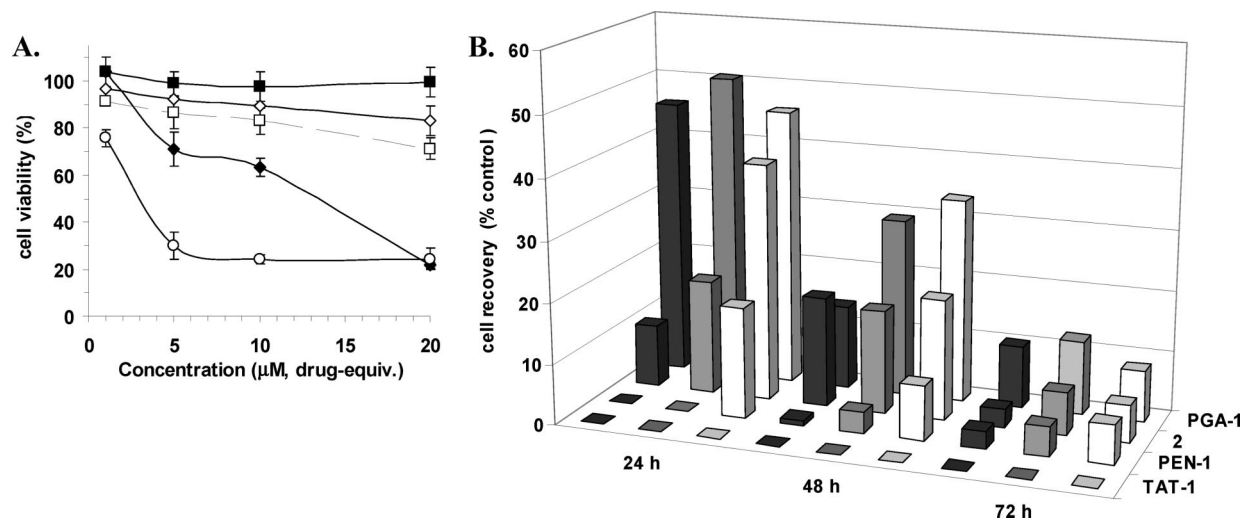 A.
100
80
60
40
20
0
cell viability (%)
0 5 10 15 20
Concentration (μM, drug-equiv.)
B.
60
50
40
30
20
10
0
cell recovery (% control)
24 h
48 h
72 h
PGA-1
2
PEN-1
TAT-1